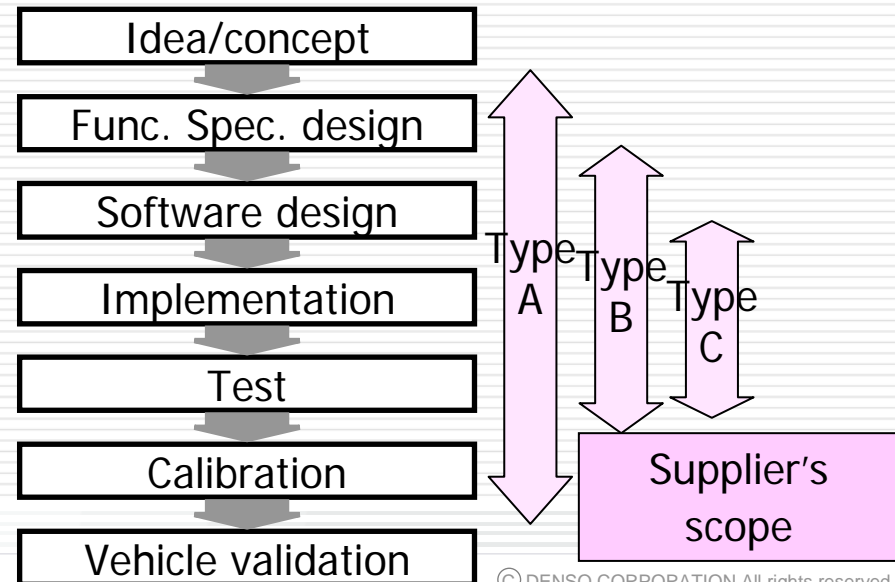 Idea/concept
Func. Spec. design
Software design
Implementation
Test
Calibration
Vehicle validation
Type
A
Type
B
Type
C
Supplier's
scope
© DENSO CORPORATION All rights reserved